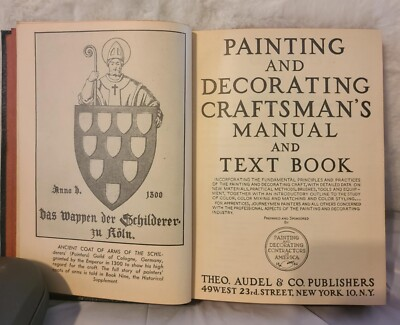 Anno D. 1300
Das Wappen der Schilderer
zu Köln.
ANCIENT COAT OF ARMS OF THE SCHIL-
derers' (Painters) Guild of Cologne, Germany,
granted by the Emperor in 1300 to show his high
regard for the craft. The full story of painters'
coats of arms is told in Book Nine, the Historical
Supplement
PAINTING
AND
DECORATING
CRAFTSMAN'S
MANUAL
AND
TEXT BOOK
INCORPORATING THE FUNDAMENTAL PRINCIPLES AND PRACTICES
OF THE PAINTING AND DECORATING CRAFT, WITH DETAILED DATA ON
NEW MATERIALS, PRACTICAL METHODS, BRUSHES, TOOLS AND EQUIP-
MENT, TOGETHER WITH AN INTRODUCTORY OUTLINE TO THE STUDY
OF COLOR, COLOR MIXING AND MATCHING AND COLOR STYLING...
FOR APPRENTICES, JOURNEYMEN PAINTERS AND ALL OTHERS CONCERNED
WITH THE PROFESSIONAL ASPECTS OF THE PAINTING AND DECORATING
INDUSTRY.
PREPARED AND SPONSORED
BY
PAINTING & DECORATING
CONTRACTORS
OF
AMERICA
THEO. AUDEL & CO. PUBLISHERS
49 WEST 23rd STREET, NEW YORK 10, N.Y.